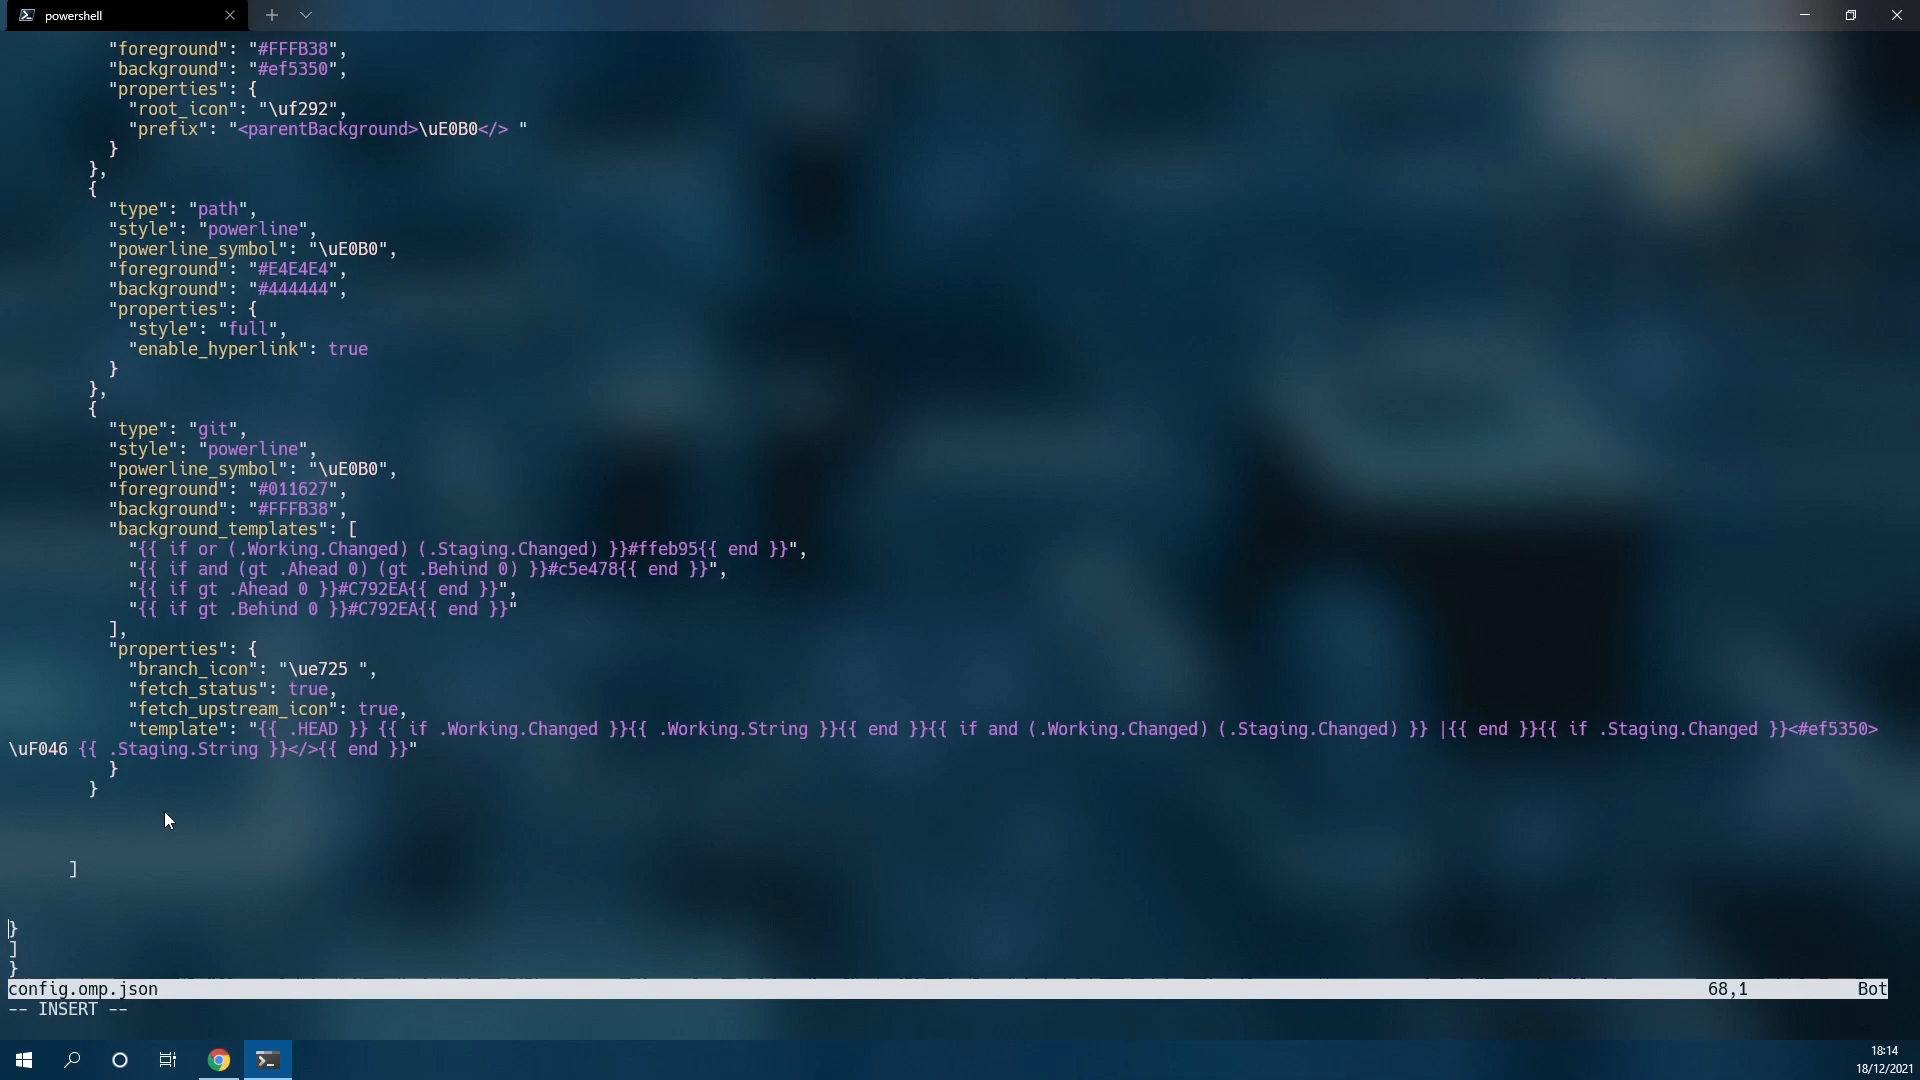 powershell
"foreground": "#FFFB38",
"background": "#ef5350",
"properties": {
"root_icon": "\uf292",
"prefix": "<parentBackground>\uE0B0</> "
}
},
{
"type": "path",
"style": "powerline",
"powerline_symbol": "\uE0B0",
"foreground": "#E4E4E4",
"background": "#444444",
"properties": {
"style": "full",
"enable_hyperlink": true
}
},
{
"type": "git",
"style": "powerline",
"powerline_symbol": "\uE0B0",
"foreground": "#011627",
"background": "#FFFB38",
"background_templates": [
"{{ if or (.Working.Changed) (.Staging.Changed) }}#ffeb95{{ end }}",
"{{ if and (gt .Ahead 0) (gt .Behind 0) }}#c5e478{{ end }}",
"{{ if gt .Ahead 0 }}#C792EA{{ end }}",
"{{ if gt .Behind 0 }}#C792EA{{ end }}"
],
"properties": {
"branch_icon": "\ue725 ",
"fetch_status": true,
"fetch_upstream_icon": true,
"template": "{{ .HEAD }} {{ if .Working.Changed }}{{ .Working.String }}{{ end }}{{ if and (.Working.Changed) (.Staging.Changed) }} |{{ end }}{{ if .Staging.Changed }}<#ef5350>
\uF046 {{ .Staging.String }}</>{{ end }}"
}
}
]
}
]
}
config.omp.json 68,1 Bot
-- INSERT --
18:14
18/12/2021